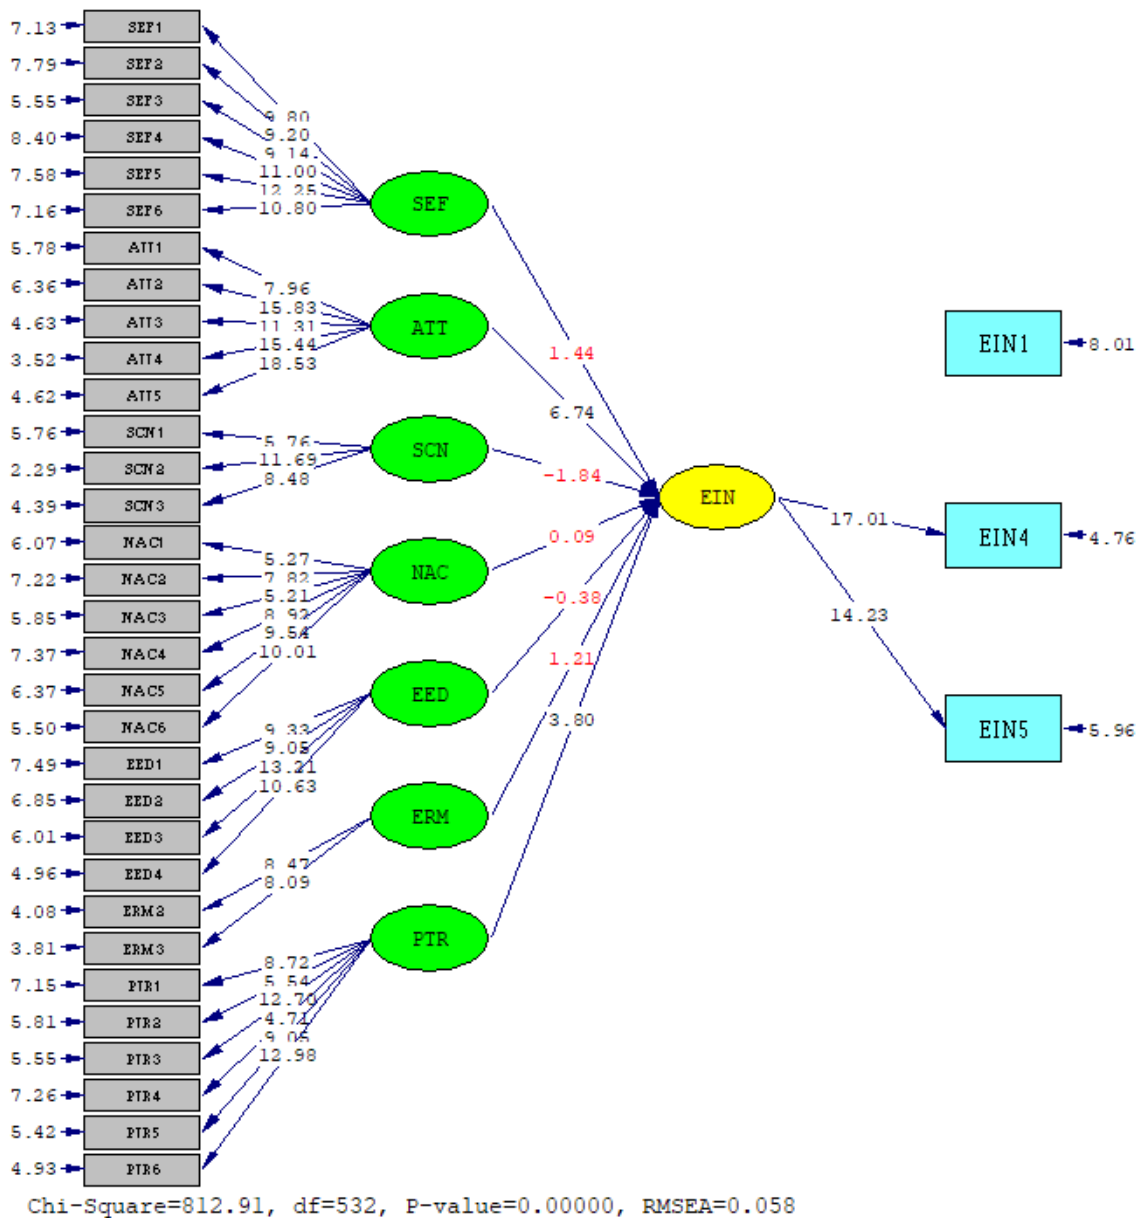 7.13 SEF1
7.79 SEF2
5.55 SEF3
8.40 SEF4
7.58 SEF5
7.16 SEF6
5.78 ATT1
6.36 ATT2
4.63 ATT3
3.52 ATT4
4.62 ATT5
5.76 SCN1
2.29 SCN2
4.39 SCN3
6.07 NAC1
7.22 NAC2
5.85 NAC3
7.37 NAC4
6.37 NAC5
5.50 NAC6
7.49 EED1
6.85 EED2
6.01 EED3
4.96 EED4
4.08 ERM2
3.81 ERM3
7.15 PTR1
5.81 PTR2
5.55 PTR3
7.26 PTR4
5.42 PTR5
4.93 PTR6
9.80
9.20
9.14
11.00
12.25
10.80
7.96
15.83
11.31
15.44
18.53
5.76
11.69
8.48
5.27
7.82
5.21
8.92
9.54
10.01
9.33
9.05
13.21
10.63
8.47
8.09
8.72
5.54
12.70
4.71
9.05
12.98
SEF
ATT
SCN
NAC
EED
ERM
PTR
1.44
6.74
-1.84
0.09
-0.38
1.21
3.80
EIN
17.01
14.23
EIN1 8.01
EIN4 4.76
EIN5 5.96
Chi-Square=812.91, df=532, P-value=0.00000, RMSEA=0.058